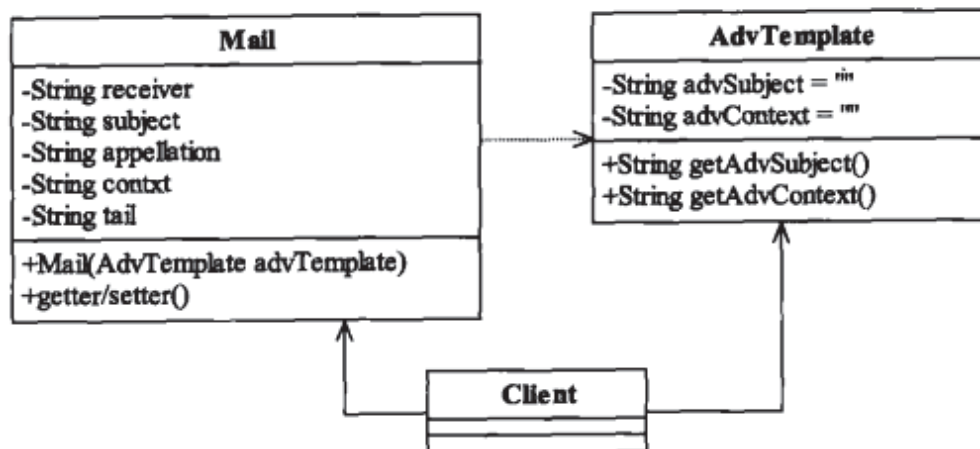 Mail
-String receiver
-String subject
-String appellation
-String contxt
-String tail
+Mail(AdvTemplate advTemplate)
+getter/setter()
AdvTemplate
-String advSubject = ""
-String advContext = ""
+String getAdvSubject()
+String getAdvContext()
Client